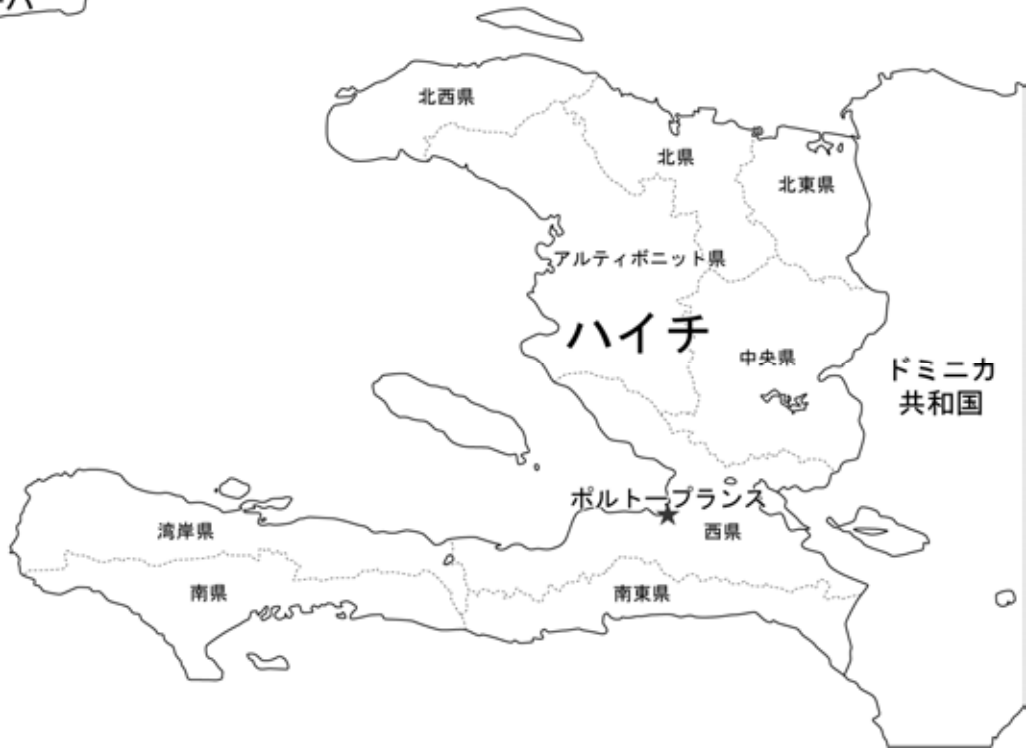 北西県
北県
北東県
アルティボニット県
ハイチ
中央県
ドミニカ
共和国
ポルトープランス
西県
湾岸県
南県
南東県